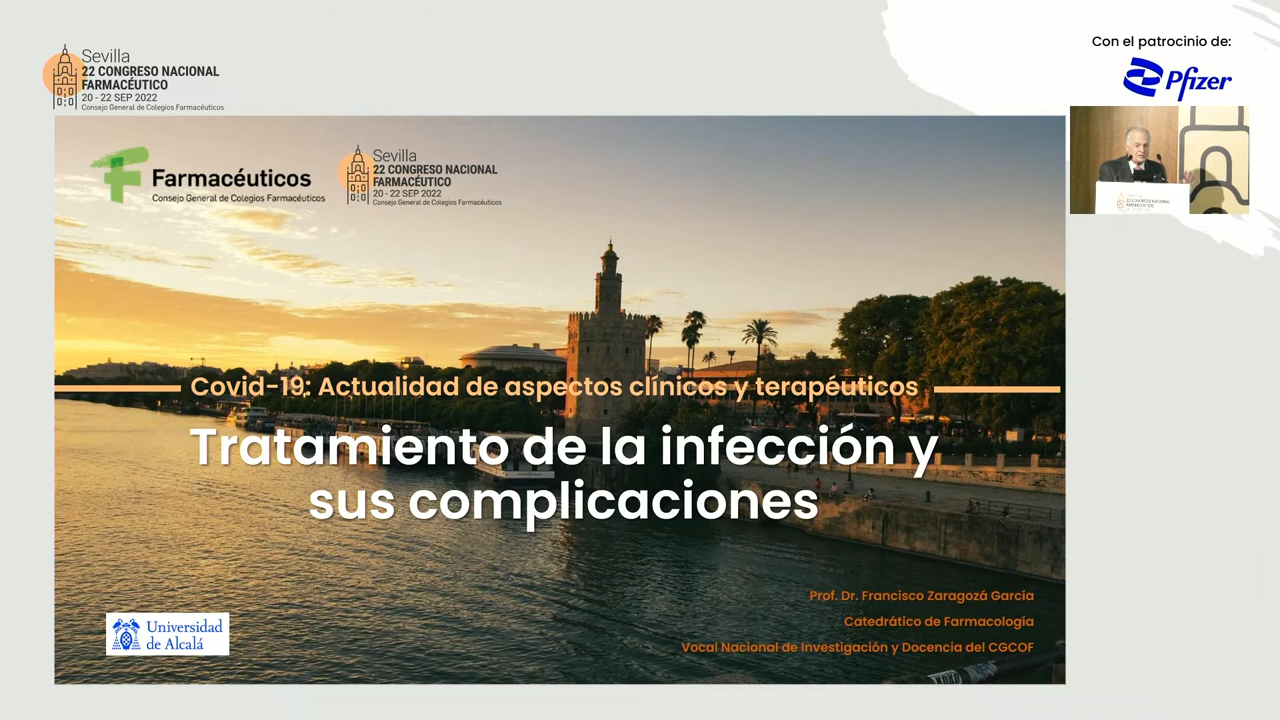 Sevilla
22 CONGRESO NACIONAL
FARMACÉUTICO
20 - 22 SEP 2022
Consejo General de Colegios Farmacéuticos
Con el patrocinio de:
Pfizer
Farmacéuticos
Consejo General de Colegios Farmacéuticos
Sevilla
22 CONGRESO NACIONAL
FARMACÉUTICO
20 - 22 SEP 2022
Consejo General de Colegios Farmacéuticos
Covid-19: Actualidad de aspectos clínicos y terapéuticos
Tratamiento de la infección y
sus complicaciones
Prof. Dr. Francisco Zaragozá García
Catedrático de Farmacología
Vocal Nacional de Investigación y Docencia del CGCOF
Universidad
de Alcalá